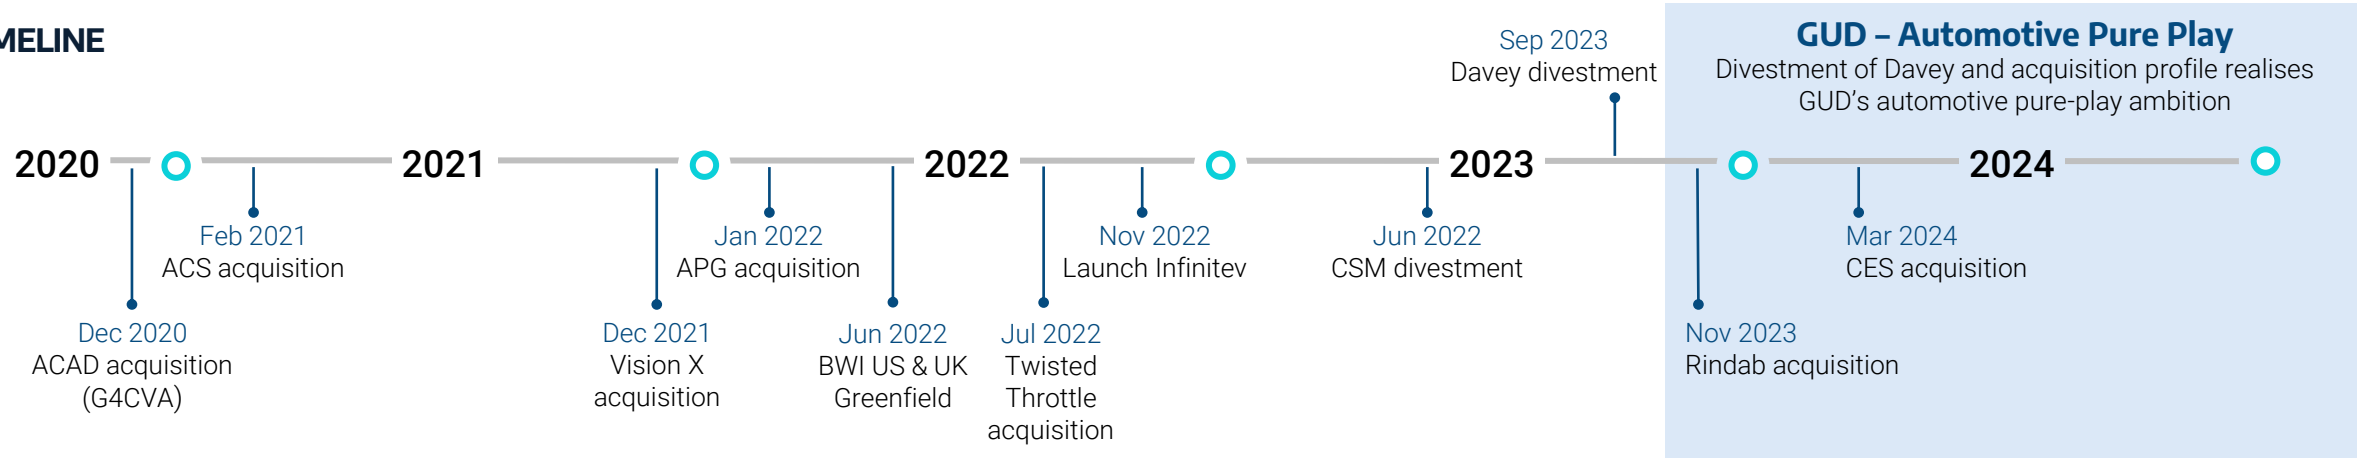 MELINE
Sep 2023
Davey divestment
GUD – Automotive Pure Play
Divestment of Davey and acquisition profile realises
GUD's automotive pure-play ambition
2020
2021
2022
2023
2024
Feb 2021
ACS acquisition
Jan 2022
APG acquisition
Nov 2022
Launch Infinitev
Jun 2022
CSM divestment
Mar 2024
CES acquisition
Dec 2020
ACAD acquisition
(G4CVA)
Dec 2021
Vision X
acquisition
Jun 2022
BWI US & UK
Greenfield
Jul 2022
Twisted
Throttle
acquisition
Nov 2023
Rindab acquisition